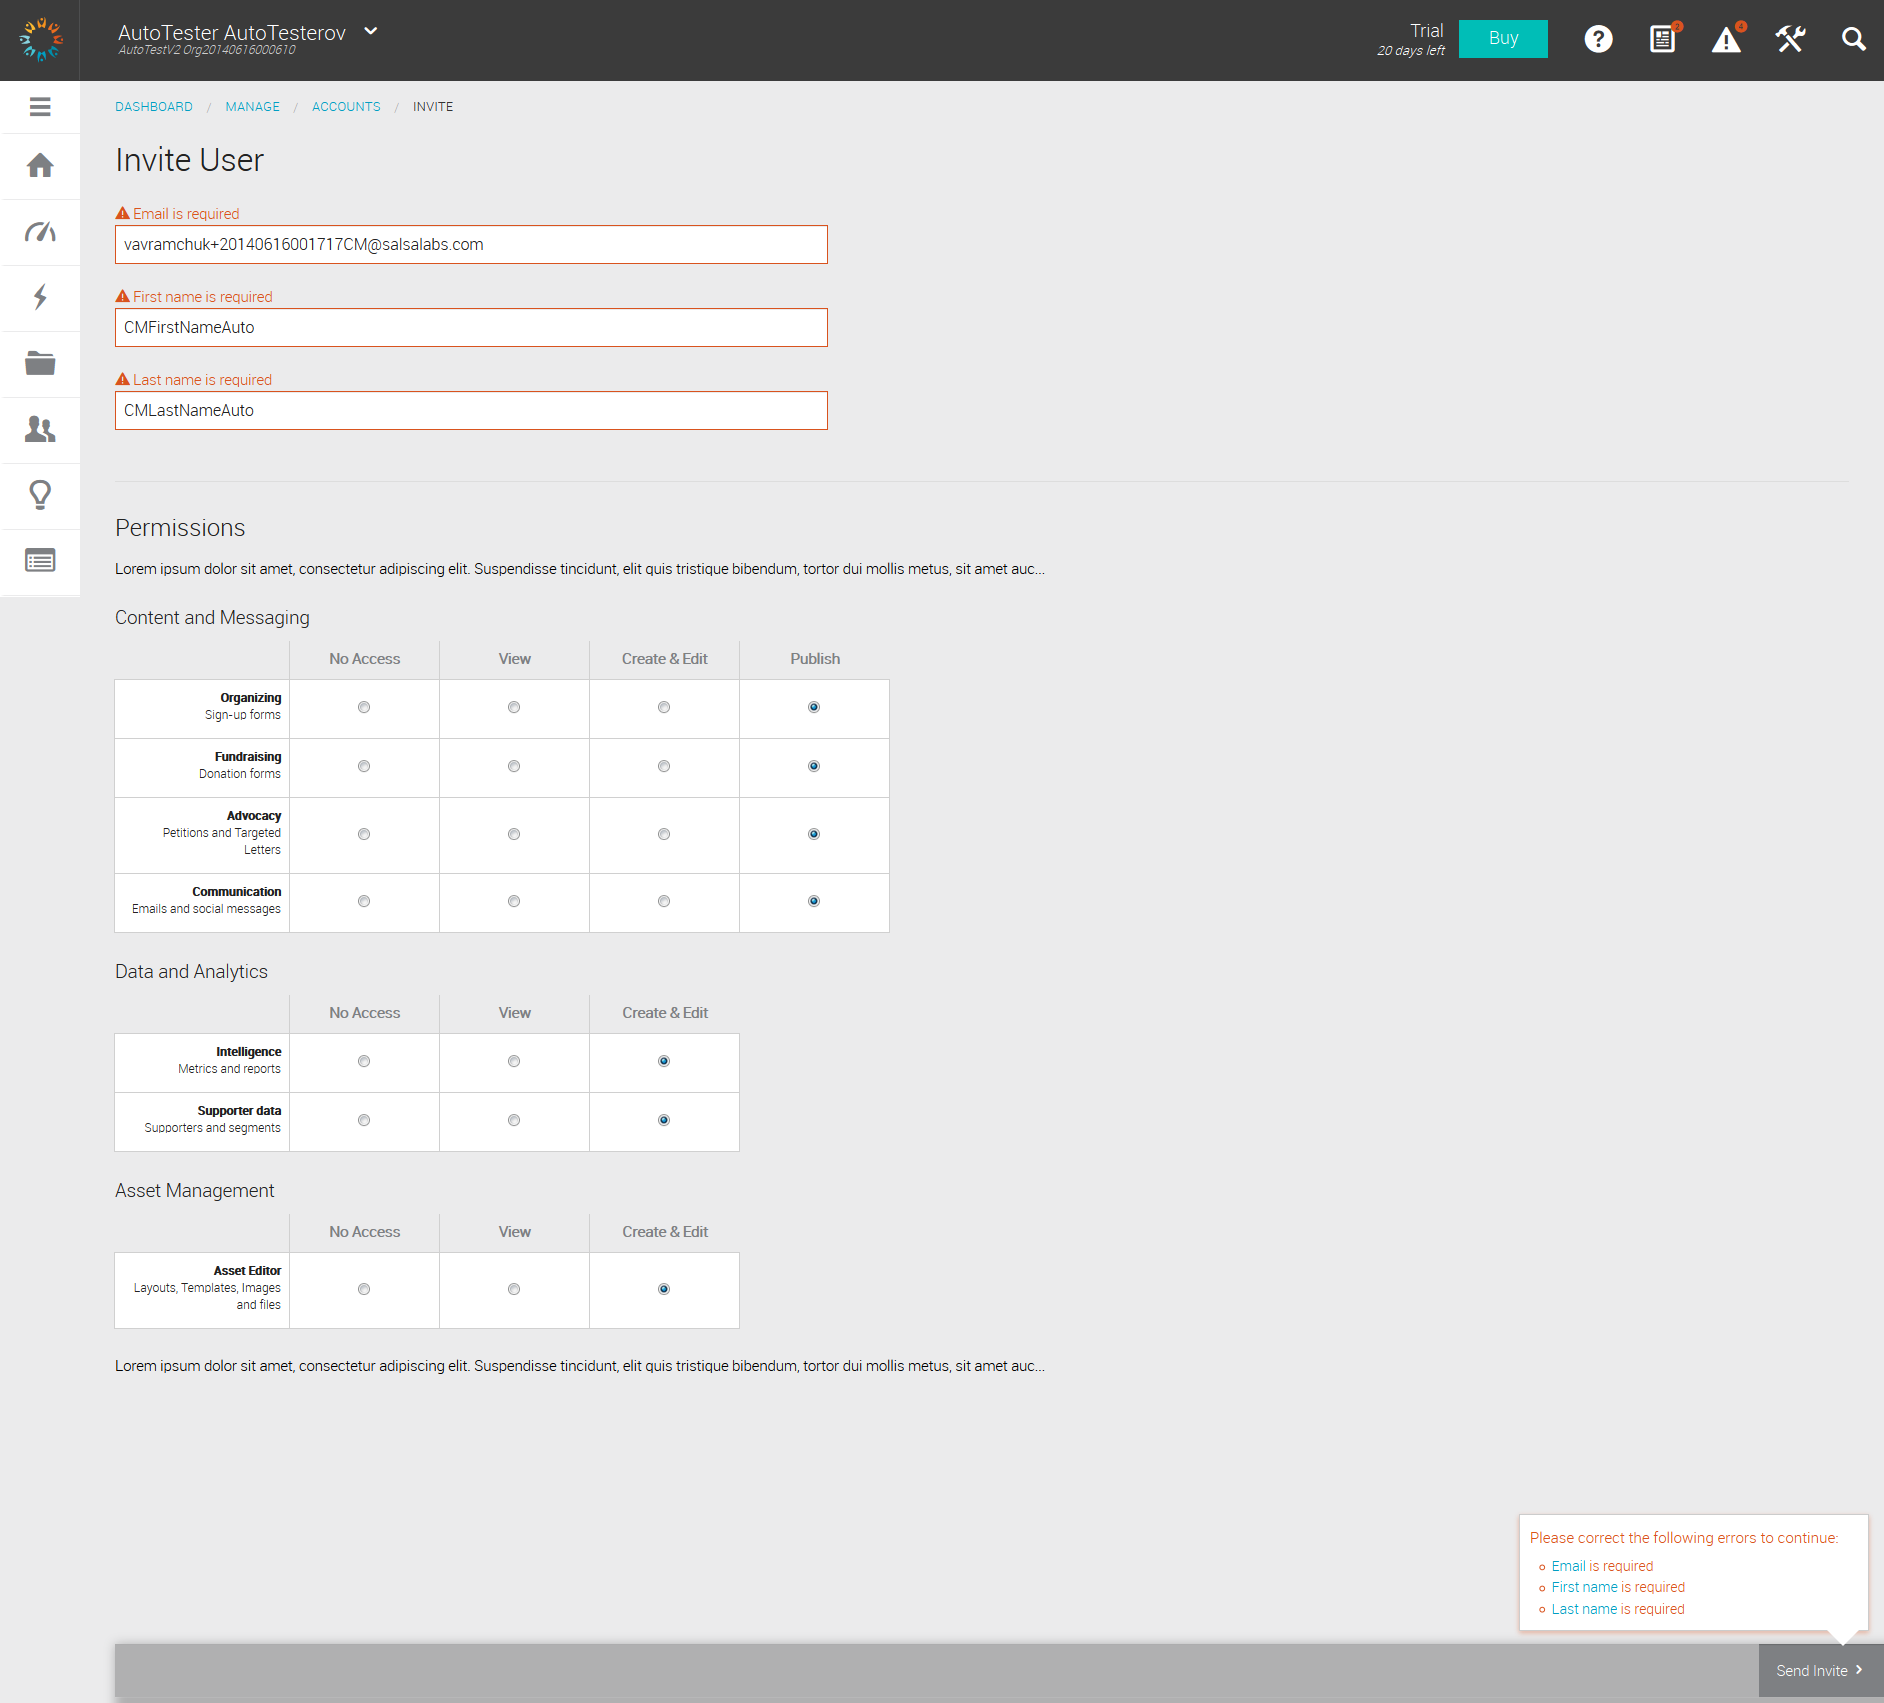 AutoTester AutoTesterov
AutoTestV2 Org20140616000610
Trial
20 days left
Buy
2
4
DASHBOARD / MANAGE / ACCOUNTS / INVITE
Invite User
Email is required
vavramchuk+20140616001717CM@salsalabs.com
First name is required
CMFirstNameAuto
Last name is required
CMLastNameAuto
Permissions
Lorem ipsum dolor sit amet, consectetur adipiscing elit. Suspendisse tincidunt, elit quis tristique bibendum, tortor dui mollis metus, sit amet auc...
Content and Messaging
No Access View Create & Edit Publish
Organizing
Sign-up forms
Fundraising
Donation forms
Advocacy
Petitions and Targeted
Letters
Communication
Emails and social messages
Data and Analytics
No Access View Create & Edit
Intelligence
Metrics and reports
Supporter data
Supporters and segments
Asset Management
No Access View Create & Edit
Asset Editor
Layouts, Templates, Images
and files
Lorem ipsum dolor sit amet, consectetur adipiscing elit. Suspendisse tincidunt, elit quis tristique bibendum, tortor dui mollis metus, sit amet auc...
Please correct the following errors to continue:
Email is required
First name is required
Last name is required
Send Invite